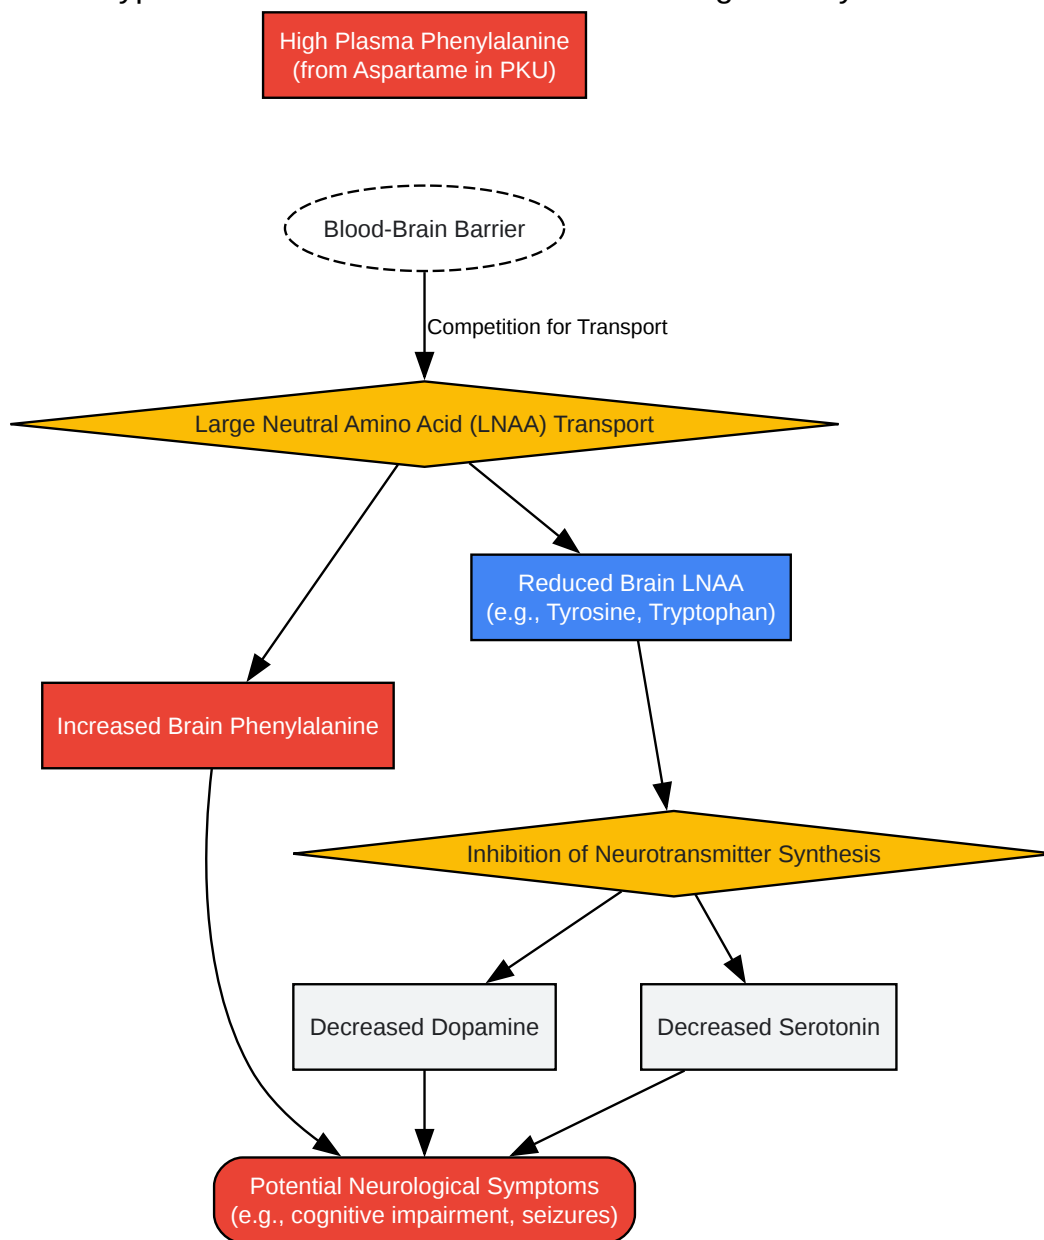 High Plasma Phenylalanine
(from Aspartame in PKU)
Blood-Brain Barrier
Competition for Transport
Large Neutral Amino Acid (LNAA) Transport
Reduced Brain LNAA
(e.g., Tyrosine, Tryptophan)
Increased Brain Phenylalanine
Inhibition of Neurotransmitter Synthesis
Decreased Dopamine
Decreased Serotonin
Potential Neurological Symptoms
(e.g., cognitive impairment, seizures)